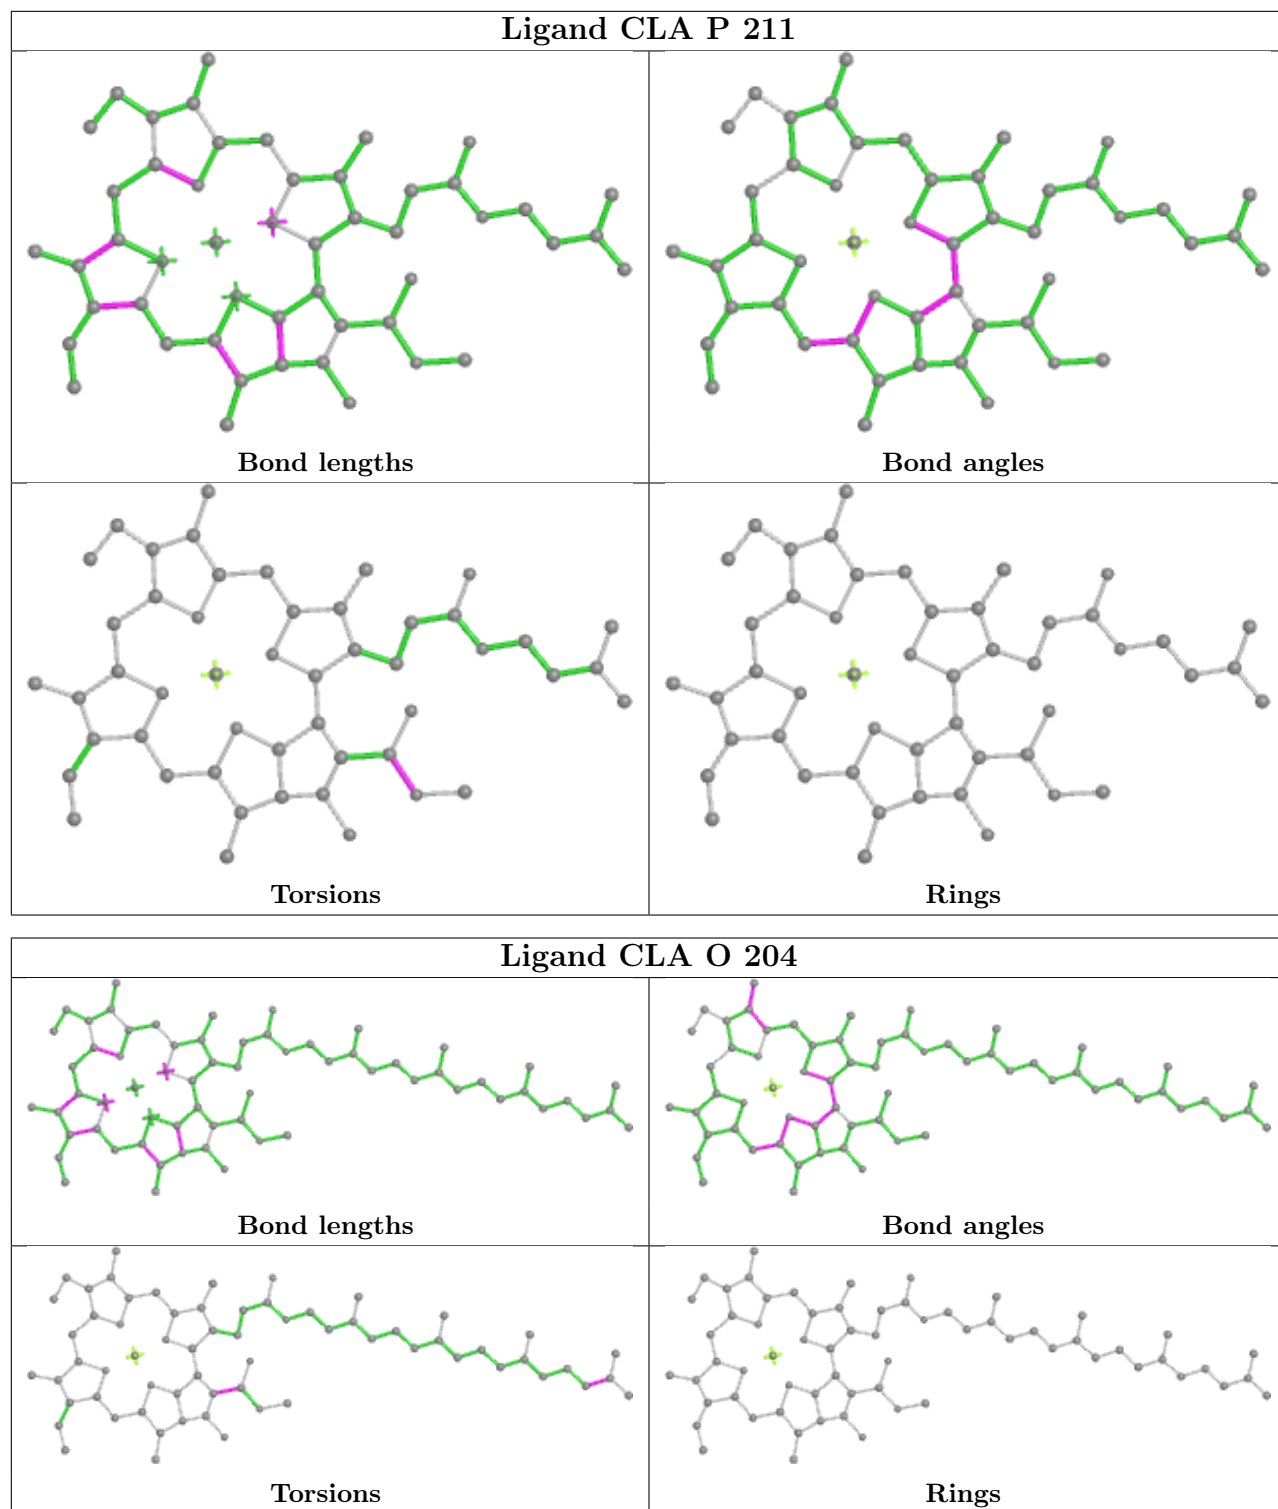 Ligand CLA P 211
Bond lengths
Bond angles
Torsions
Rings
Ligand CLA O 204
Bond lengths
Bond angles
Torsions
Rings